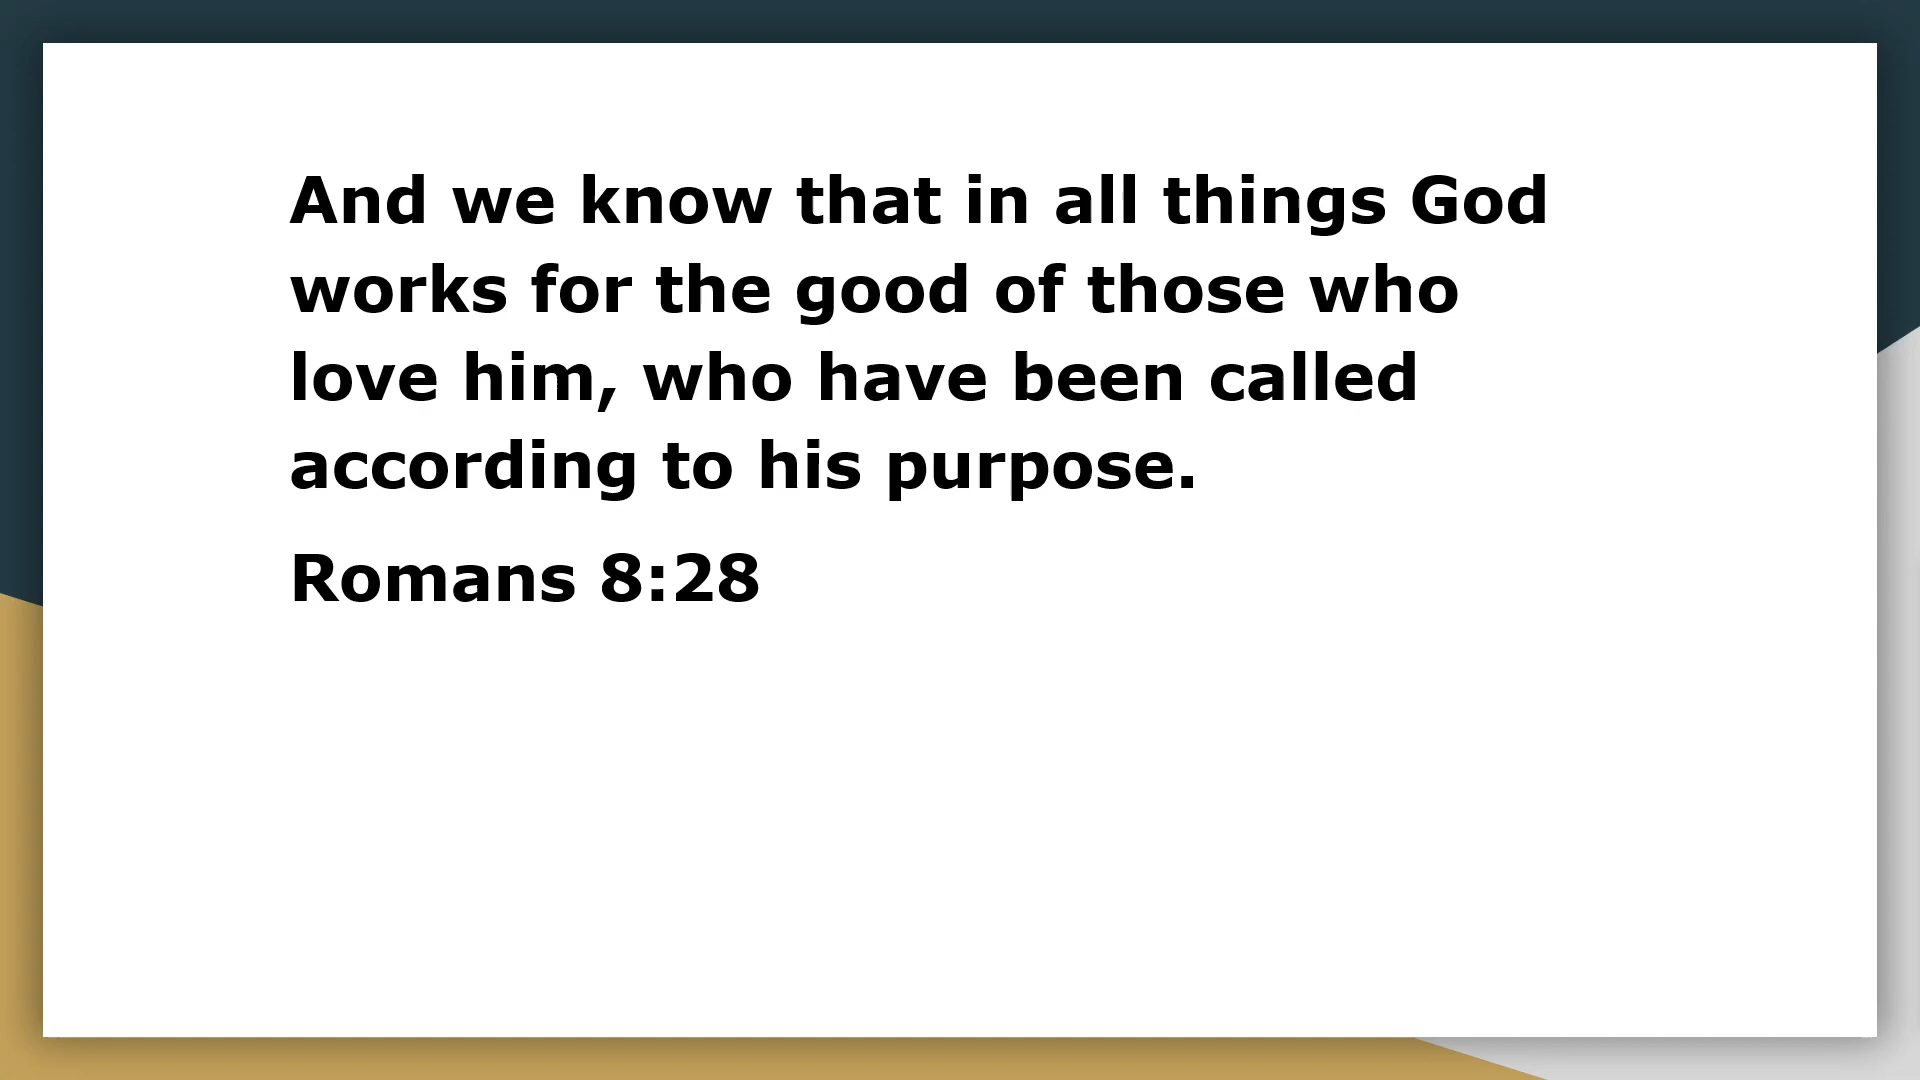 And we know that in all things God
works for the good of those who
love him, who have been called
according to his purpose.
Romans 8:28